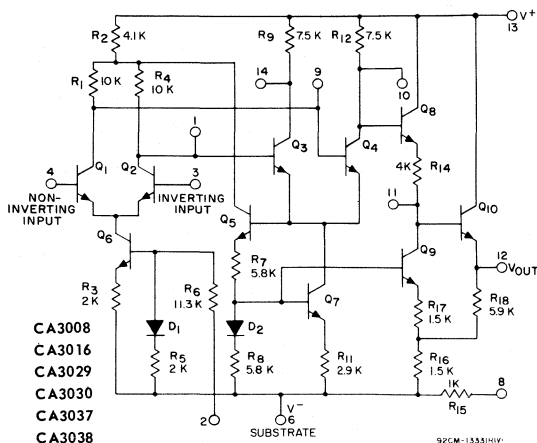 V+
13
R2
4.1K
R9
7.5K
R12
7.5K
R1
10K
R4
10K
14
9
10
1
Q8
Q3
Q4
4K
R14
4
Q1
Q2
3
11
Q10
NON-
INVERTING
INPUT
INVERTING
INPUT
Q5
Q6
Q9
12
VOUT
R7
5.8K
R3
2K
R6
11.3K
Q7
R17
1.5K
R18
5.9K
D1
D2
CA3008
R5
2K
R8
5.8K
R11
2.9K
R16
1.5K
CA3016
CA3029
1K
8
CA3030
V-
R15
CA3037
2
6
CA3038
SUBSTRATE
92CM-13331R1V1